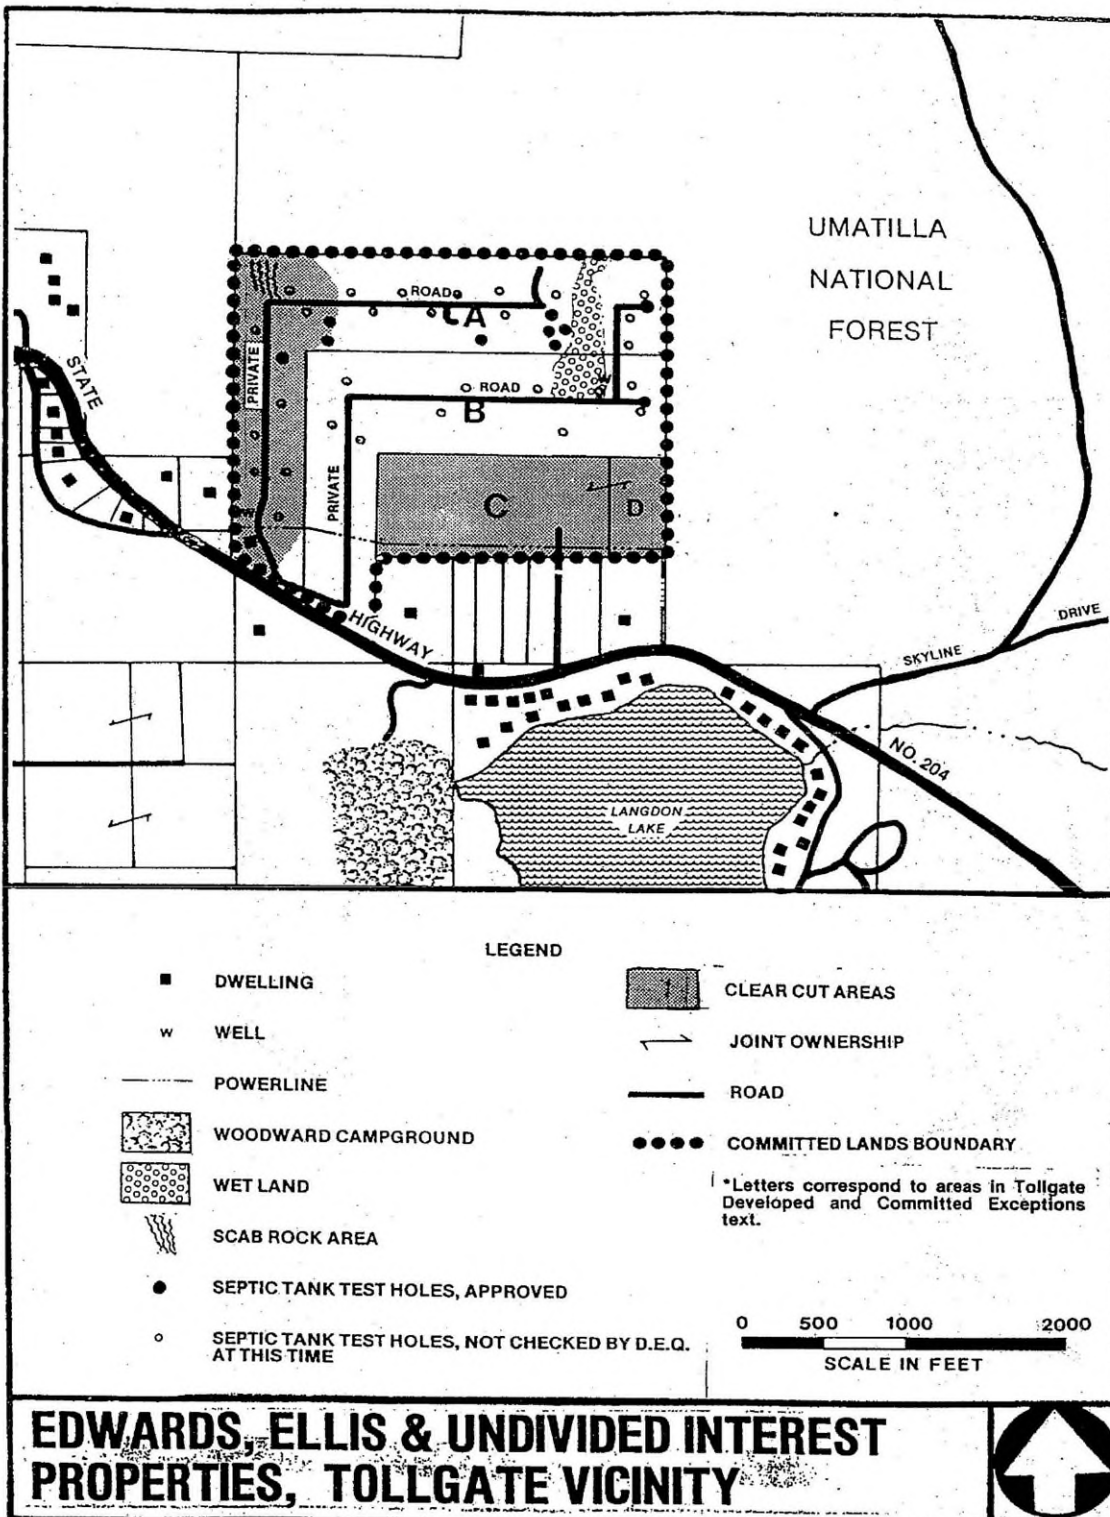 UMATILLA
NATIONAL
FOREST
STATE
PRIVATE
ROAD
A
W
ROAD
B
PRIVATE
C
D
HIGHWAY
SKYLINE
DRIVE
NO. 204
LANGDON
LAKE
LEGEND
DWELLING
W WELL
POWERLINE
WOODWARD CAMPGROUND
WET LAND
SCAB ROCK AREA
SEPTIC TANK TEST HOLES, APPROVED
SEPTIC TANK TEST HOLES, NOT CHECKED BY D.E.Q.
AT THIS TIME
CLEAR CUT AREAS
JOINT OWNERSHIP
ROAD
COMMITTED LANDS BOUNDARY
*Letters correspond to areas in Tollgate
Developed and Committed Exceptions
text.
0 500 1000 2000
SCALE IN FEET
EDWARDS, ELLIS & UNDIVIDED INTEREST
PROPERTIES, TOLLGATE VICINITY